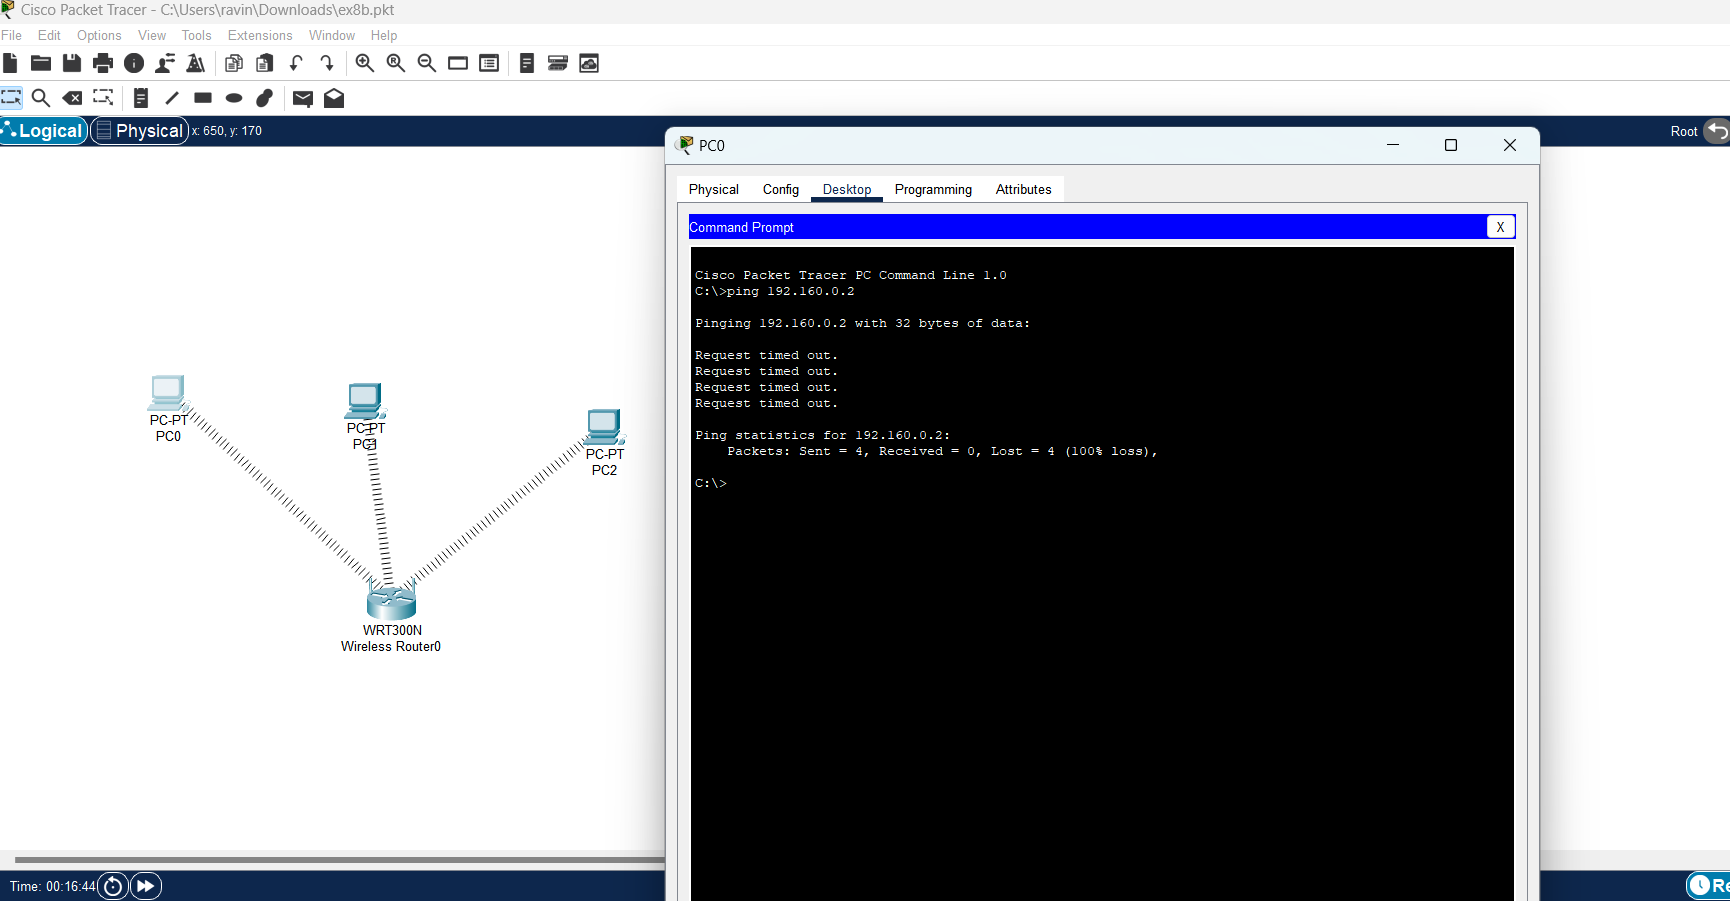 Cisco Packet Tracer - C:\Users\ravin\Downloads\ex8b.pkt
File Edit Options View Tools Extensions Window Help
Logical Physical x: 650, y: 170
Root
PC0
Physical Config Desktop Programming Attributes
Command Prompt X
Cisco Packet Tracer PC Command Line 1.0
C:\>ping 192.160.0.2
Pinging 192.160.0.2 with 32 bytes of data:
Request timed out.
Request timed out.
Request timed out.
Request timed out.
Ping statistics for 192.160.0.2:
Packets: Sent = 4, Received = 0, Lost = 4 (100% loss),
C:\>
PC-PT
PC0
PC-PT
PC1
PC-PT
PC2
WRT300N
Wireless Router0
Time: 00:16:44
Re